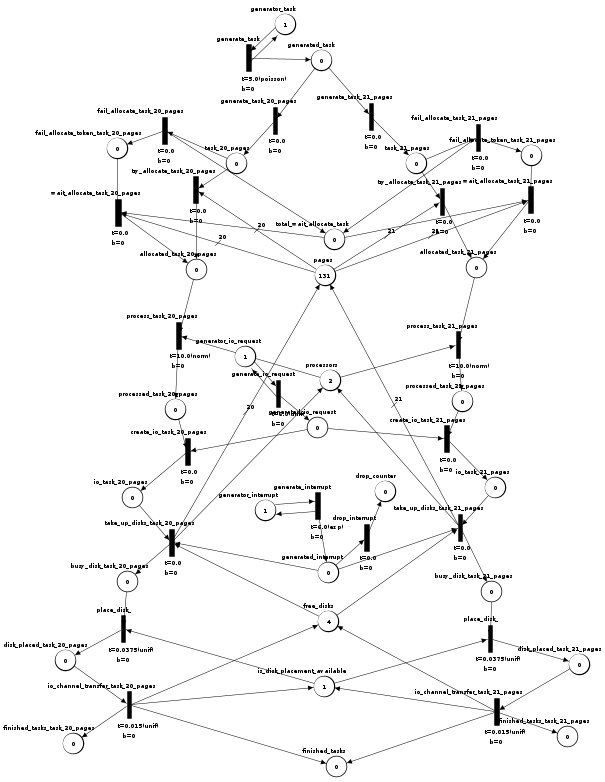 generator_task
1
generate_task
generated_task
0
t=5.0(poisson)
b=0
generate_task_20_pages
generate_task_21_pages
t=0.0
b=0
t=0.0
b=0
fail_allocate_task_20_pages
fail_allocate_task_21_pages
fail_allocate_token_task_20_pages
fail_allocate_token_task_21_pages
0
t=0.0
b=0
task_20_pages
0
task_21_pages
0
t=0.0
b=0
0
try_allocate_task_20_pages
try_allocate_task_21_pages
wait_allocate_task_20_pages
wait_allocate_task_21_pages
t=0.0
b=0
t=0.0
b=0
t=0.0
b=0
t=0.0
b=0
20
total_wait_allocate_task
0
20
21
allocated_task_20_pages
0
pages
131
allocated_task_21_pages
0
process_task_20_pages
process_task_21_pages
t=10.0(norm)
b=0
generator_io_request
1
t=10.0(norm)
b=0
generate_io_request
processors
2
b=0
processed_task_20_pages
0
20
21
processed_task_21_pages
0
0
create_io_task_20_pages
create_io_task_21_pages
t=0.0
b=0
t=0.0
b=0
io_task_20_pages
0
io_task_21_pages
0
generator_interrupt
1
generate_interrupt
b=0
drop_counter
0
take_up_disks_task_20_pages
drop_interrupt
take_up_disks_task_21_pages
t=0.0
b=0
t=0.0
b=0
t=0.0
b=0
generated_interrupt
0
busy_disk_task_20_pages
0
busy_disk_task_21_pages
0
place_disk_
free_disks
4
place_disk_
t=0.0375(unif)
b=0
t=0.0375(unif)
b=0
disk_placed_task_20_pages
0
disk_placed_task_21_pages
0
is_disk_placement_available
1
io_channel_transfer_task_20_pages
io_channel_transfer_task_21_pages
t=0.015(unif)
b=0
t=0.015(unif)
b=0
finished_tasks_task_20_pages
0
finished_tasks_task_21_pages
0
finished_tasks
0